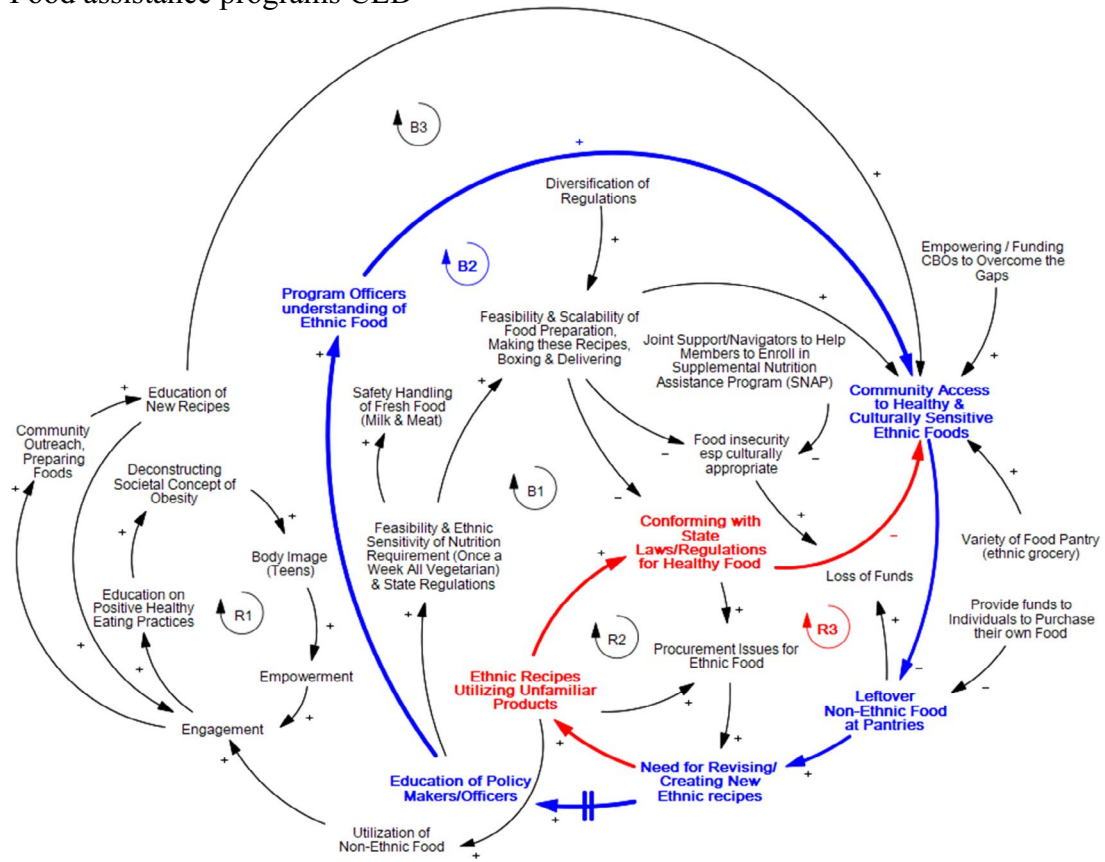 Food assistance programs CLD
B3
+
+
Diversification of
Regulations
+
Empowering / Funding
CBOs to Overcome the
Gaps
B2
Program Officers
understanding of
Ethnic Food
Feasibility & Scalability of
Food Preparation,
Making these Recipes,
Boxing & Delivering
+
Joint Support/Navigators to Help
Members to Enroll in
Supplemental Nutrition
Assistance Program (SNAP)
+
+
+
Education of
New Recipes
Safety Handling
of Fresh Food
(Milk & Meat)
+
Community Access
to Healthy &
Culturally Sensitive
Ethnic Foods
Community
Outreach,
Preparing
Foods
+
+
Food insecurity
esp culturally
appropriate
−
−
+
Deconstructing
Societal Concept of
Obesity
B1
−
+
+
+
Feasibility & Ethnic
Sensitivity of Nutrition
Requirement (Once a
Week All Vegetarian)
& State Regulations
Conforming with
State
Laws/Regulations
for Healthy Food
+
−
Variety of Food Pantry
(ethnic grocery)
Body Image
(Teens)
+
Loss of Funds
Education on
Positive Healthy
Eating Practices
R1
+
+
R2
+
R3
+
Provide funds to
Individuals to Purchase
their own Food
Procurement Issues for
Ethnic Food
+
+
Empowerment
Ethnic Recipes
Utilizing Unfamiliar
Products
+
−
−
Leftover
Non-Ethnic Food
at Pantries
+
Engagement
+
+
+
Education of Policy
Makers/Officers
Need for Revising/
Creating New
Ethnic recipes
+
+
+
Utilization of
Non-Ethnic Food
+